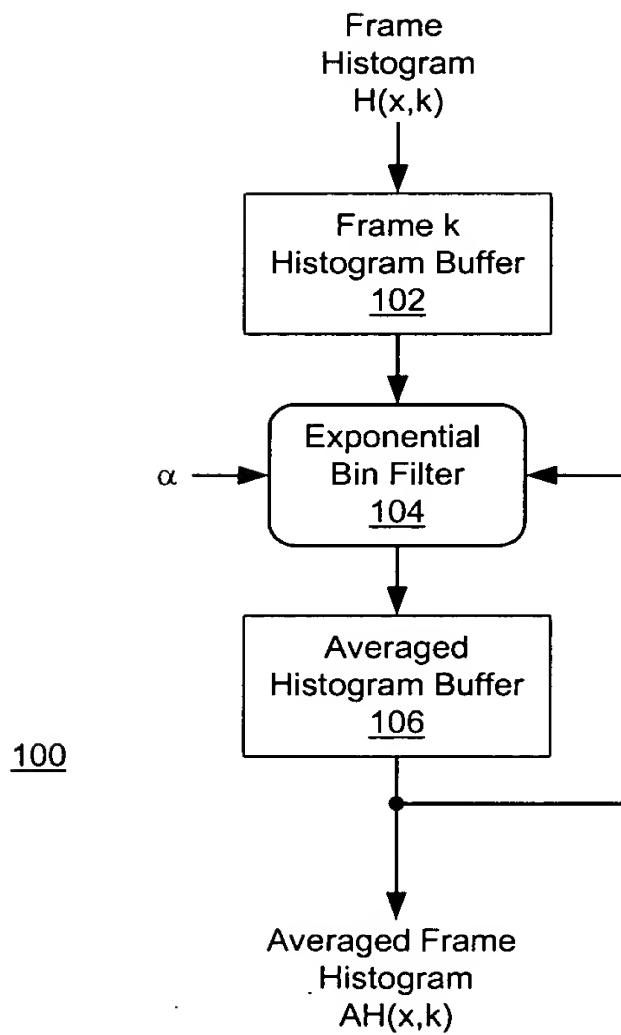 Frame
Histogram
H(x,k)
Frame k
Histogram Buffer
102
Exponential
Bin Filter
104
α
Averaged
Histogram Buffer
106
100
Averaged Frame
Histogram
AH(x,k)